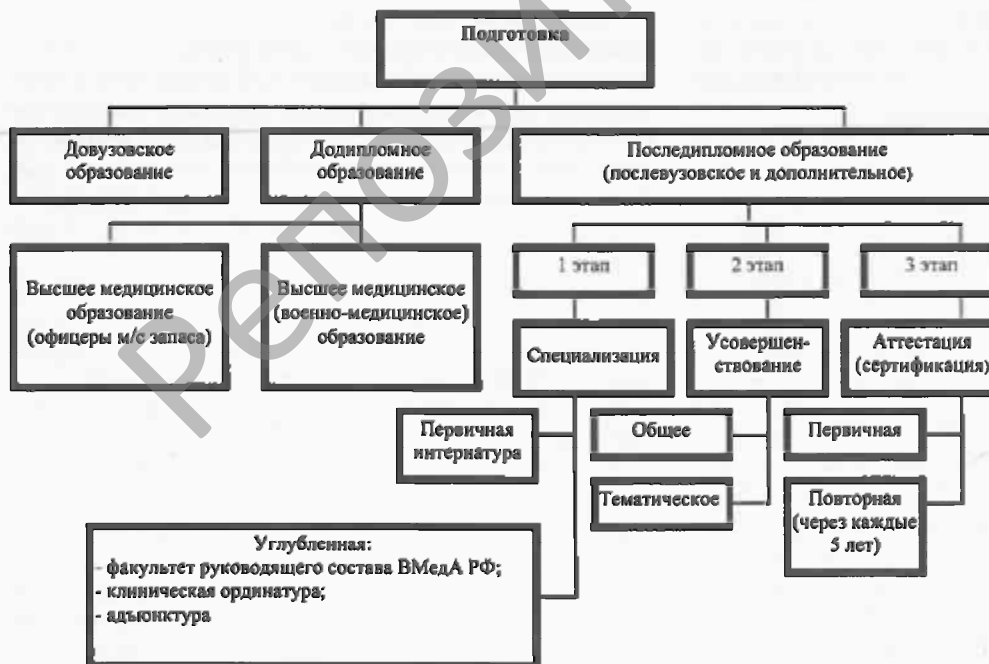 Подготовка
Довузовское
образование
Додипломное
образование
Последипломное образование
(послевузовское и дополнительное)
Высшее медицинское
образование
(офицеры м/с запаса)
Высшее медицинское
(военно-медицинское)
образование
1 этап
2 этап
3 этап
Специализация
Усовершен-
ствование
Аттестация
(сертификация)
Первичная
интернатура
Общее
Первичная
Тематическое
Повторная
(через каждые
5 лет)
Углубленная:
- факультет руководящего состава ВМедА РФ;
- клиническая ординатура;
- адъюнктура